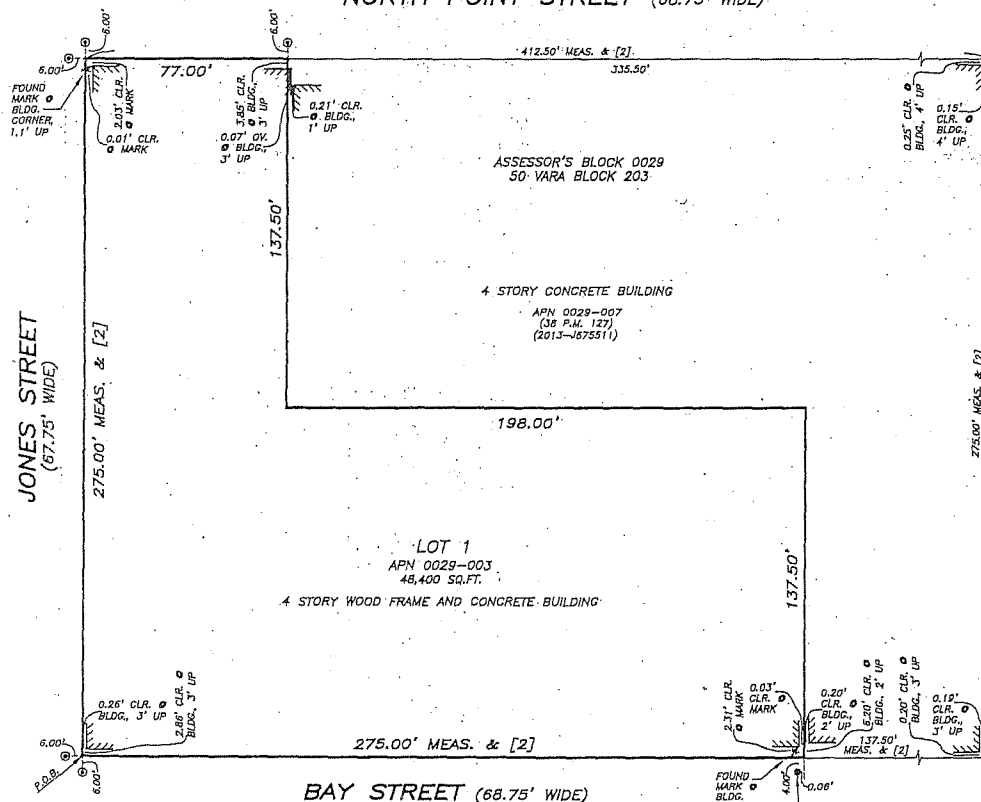 NORTH POINT STREET (68.75' WIDE)
6.00'
6.00'
6.00'
77.00'
412.50' MEAS. & [2]
335.50'
FOUND
MARK @
BLDG.
CORNER,
1.1' UP
2.03' CLR.
@ MARK
0.01' CLR.
@ MARK
3.85' CLR.
@ BLDG.,
3' UP
0.07' OV.
@ BLDG.,
3' UP
0.21' CLR.
@ BLDG.,
1' UP
0.25' CLR. @
BLDG., 4' UP
0.15'
CLR. @
BLDG.,
4' UP
ASSESSOR'S BLOCK 0029
50 VARA BLOCK 203
137.50'
4 STORY CONCRETE BUILDING
APN 0029-007
(38 P.M. 127)
(2013-J675511)
JONES STREET
(67.75' WIDE)
275.00' MEAS. & [2]
275.00' MEAS. & [2]
198.00'
137.50'
LOT 1
APN 0029-003
48,400 SQ.FT.
4 STORY WOOD FRAME AND CONCRETE BUILDING
0.26' CLR. @
BLDG., 3' UP
2.86' CLR. @
BLDG., 3' UP
2.31' CLR.
@ MARK
0.03'
CLR. @
MARK
0.20'
CLR. @
BLDG.,
2' UP
6.20' CLR. @
BLDG., 2' UP
0.20' CLR. @
BLDG., 3' UP
0.19'
CLR. @
BLDG.,
3' UP
6.00'
P.O.B.
6.00'
275.00' MEAS. & [2]
137.50'
MEAS. & [2]
BAY STREET (68.75' WIDE)
FOUND
MARK @
BLDG.
4.00'
0.06'